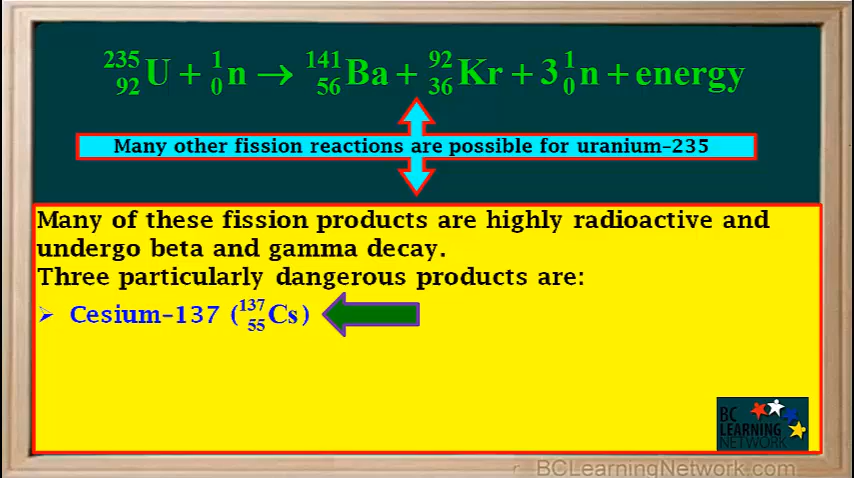 ²³⁵₉₂U + ¹₀n → ¹⁴¹₅₆Ba + ⁹²₃₆Kr + 3¹₀n + energy
Many other fission reactions are possible for uranium-235
Many of these fission products are highly radioactive and
undergo beta and gamma decay.
Three particularly dangerous products are:
➢ Cesium-137 (¹³⁷₅₅Cs)
BC
LEARNING
NETWORK
BCLearningNetwork.com